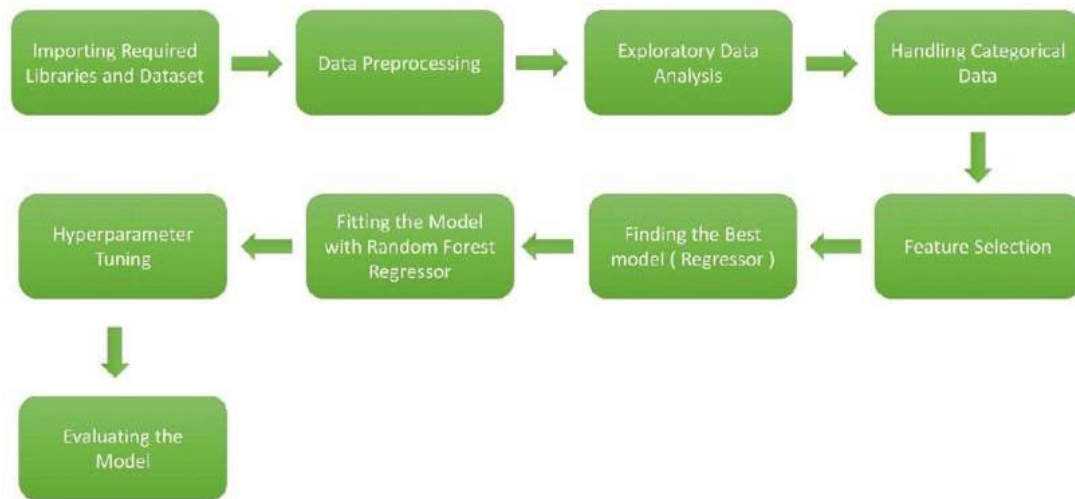 Importing Required
Libraries and Dataset
Data Preprocessing
Exploratory Data
Analysis
Handling Categorical
Data
Feature Selection
Finding the Best
model ( Regressor )
Fitting the Model
with Random Forest
Regressor
Hyperparameter
Tuning
Evaluating the
Model